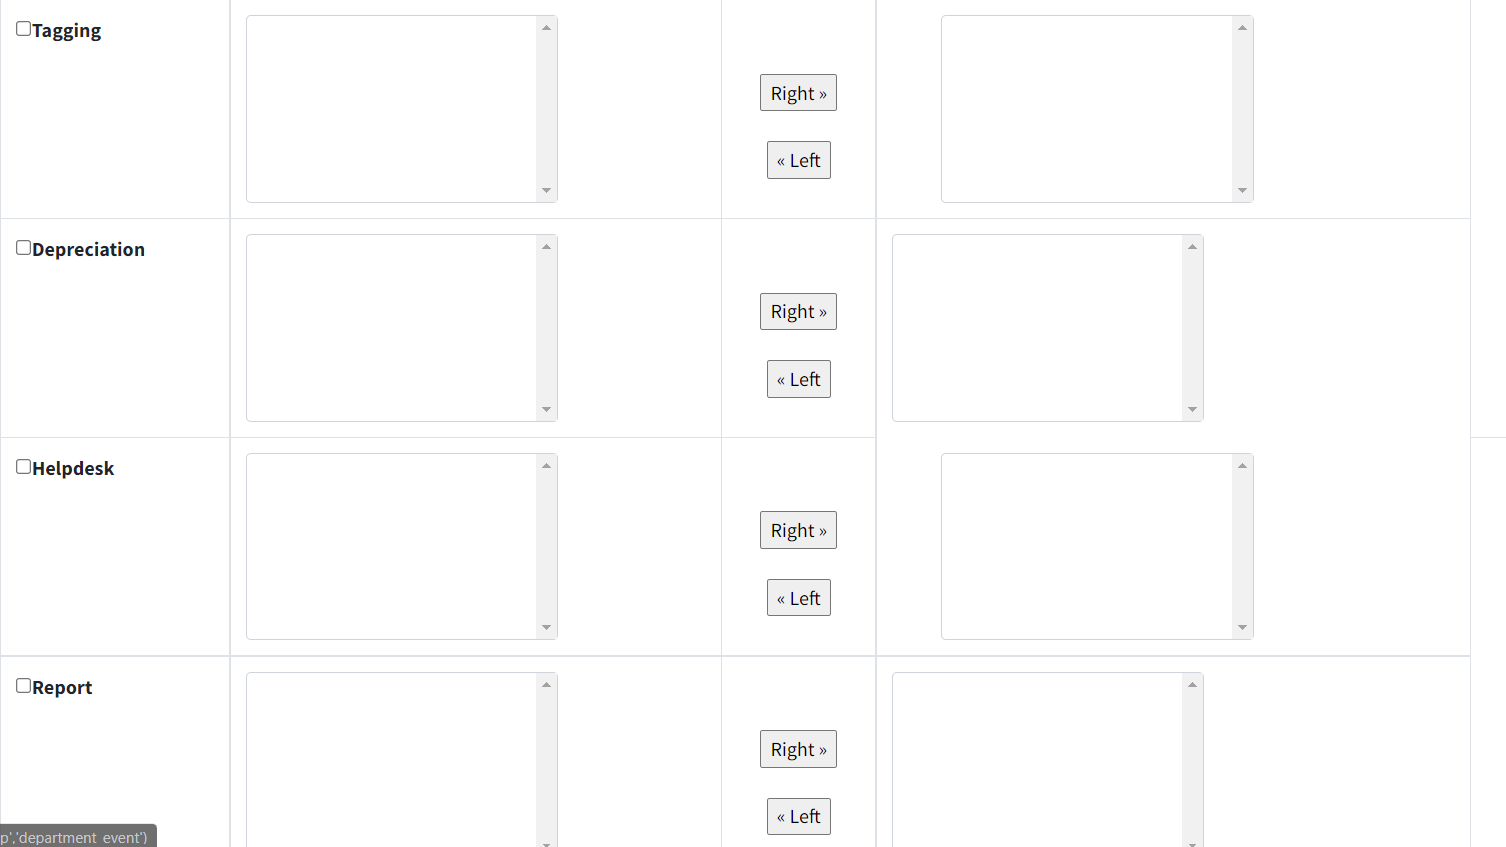 Tagging
Right »
« Left
Depreciation
Right »
« Left
Helpdesk
Right »
« Left
Report
Right »
« Left
p','department_event')